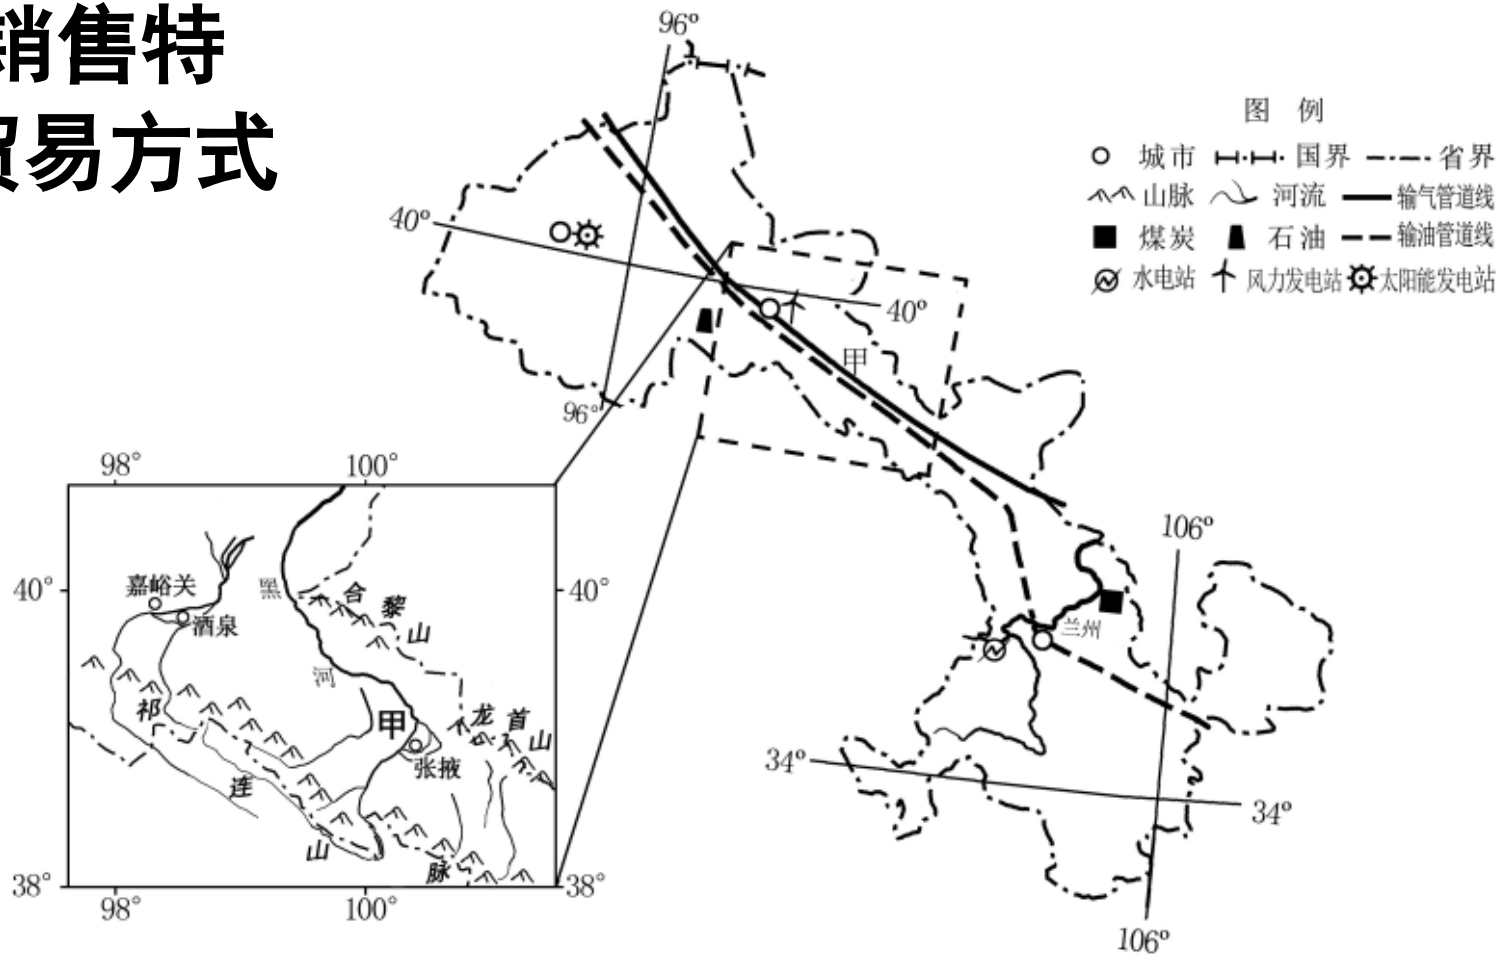 销售特
贸易方式
96°
40°
40°
96°
图 例
城市 国界 省界
山脉 河流 输气管道线
煤炭 石油 输油管道线
水电站 风力发电站 太阳能发电站
甲
106°
兰州
34°
34°
106°
98° 100°
40° 40°
嘉峪关
酒泉
黑
河
合
黎
山
龙
首
山
甲
张掖
祁
连
山
脉
38° 38°
98° 100°